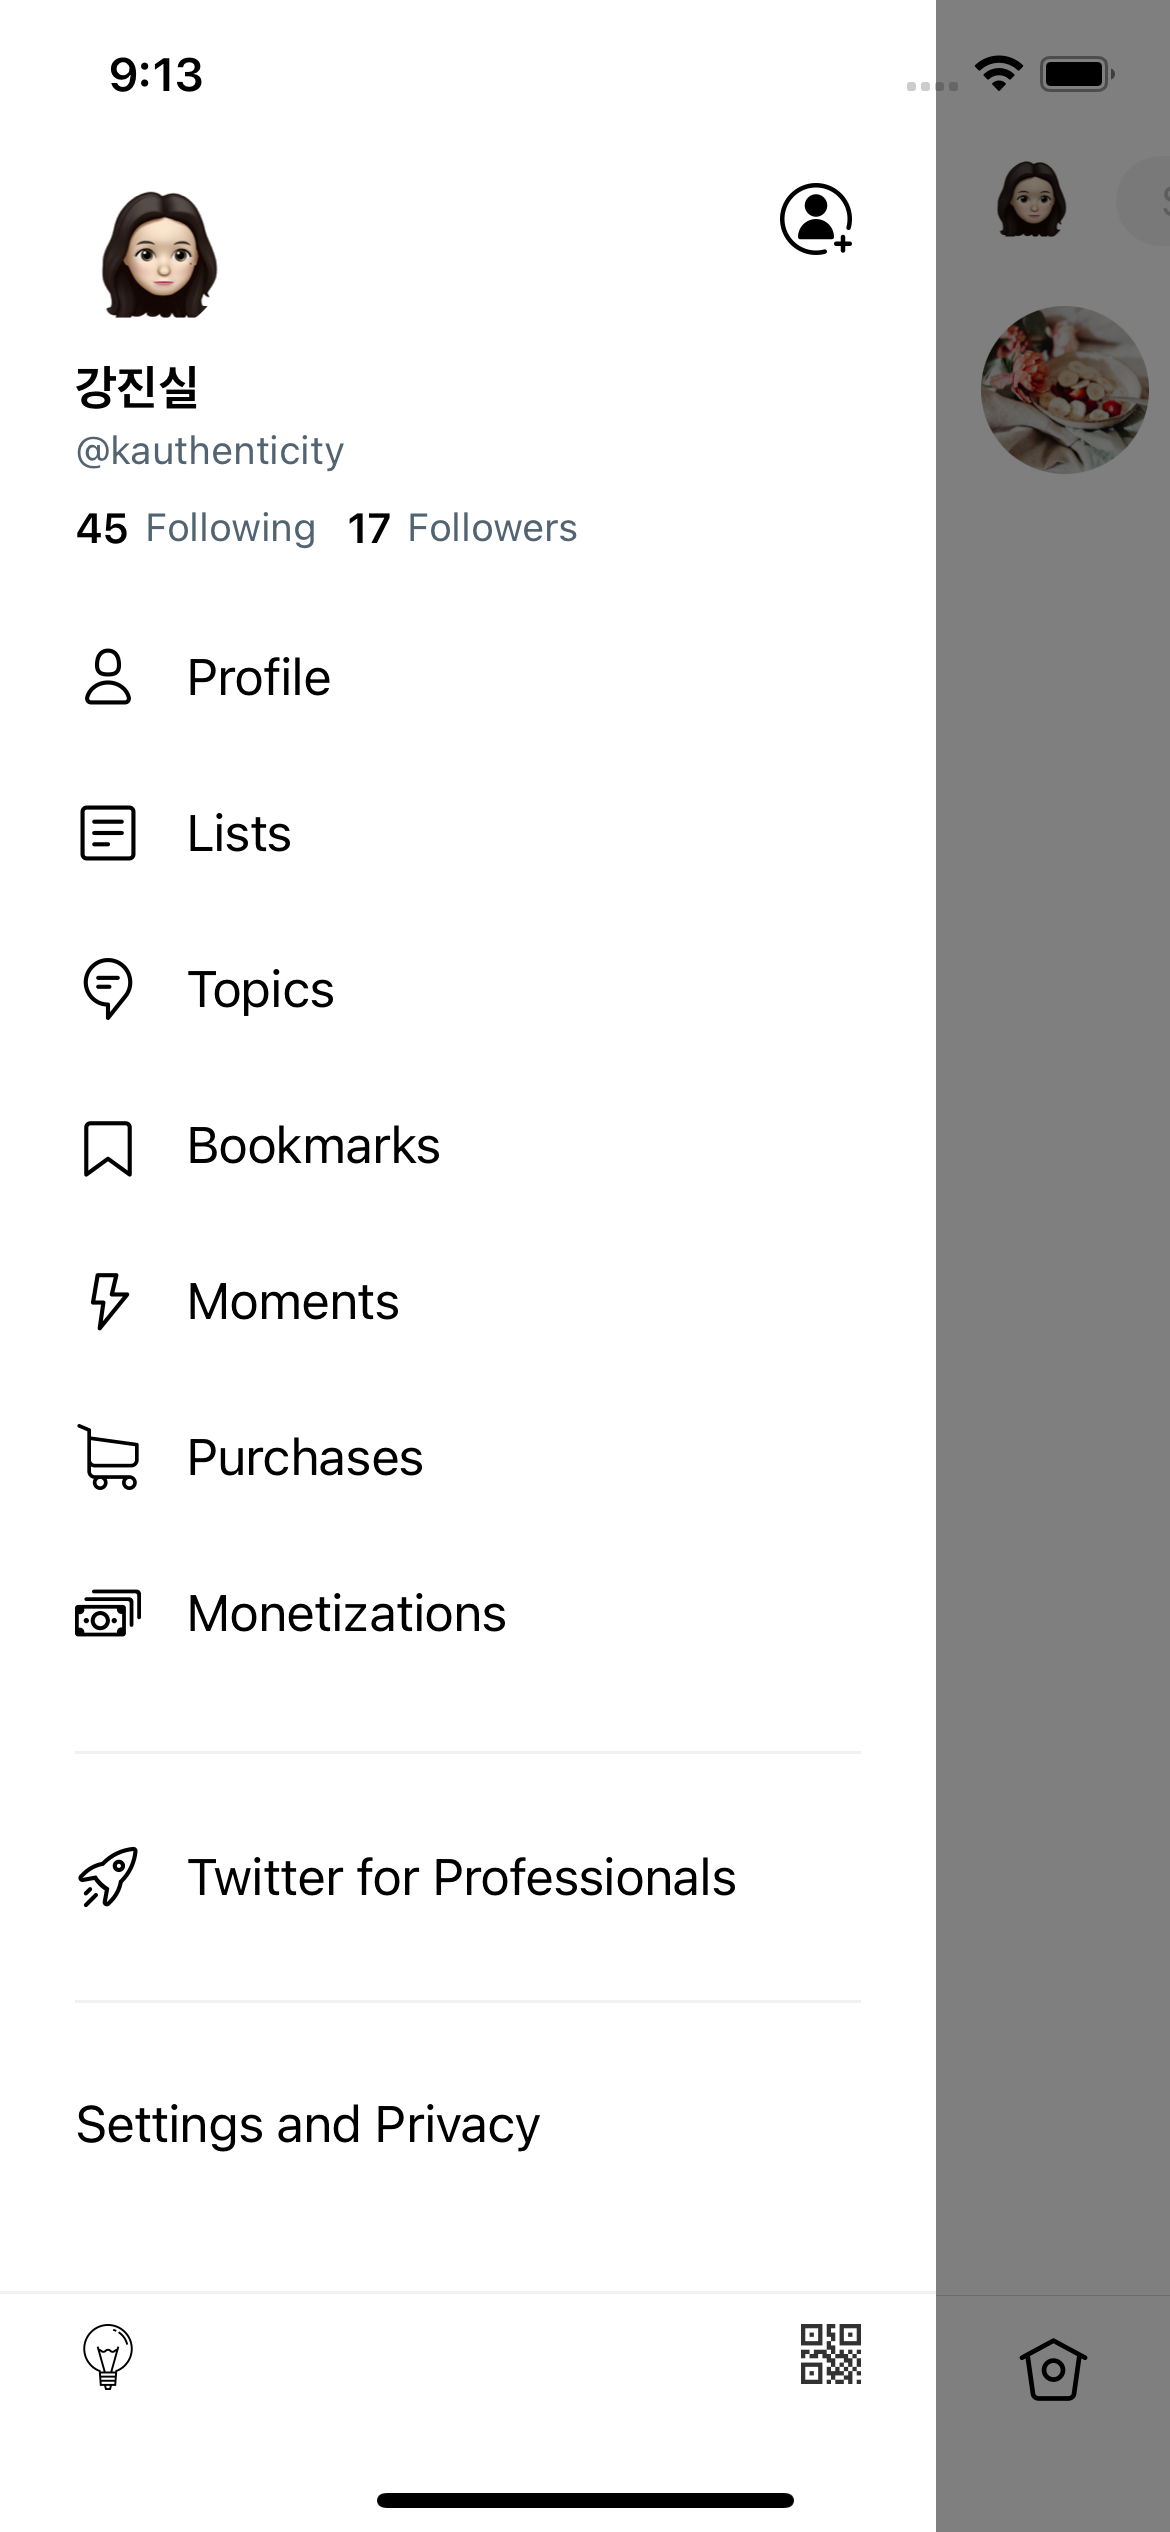 9:13
강진실
@kauthenticity
45 Following 17 Followers
Profile
Lists
Topics
Bookmarks
Moments
Purchases
Monetizations
Twitter for Professionals
Settings and Privacy